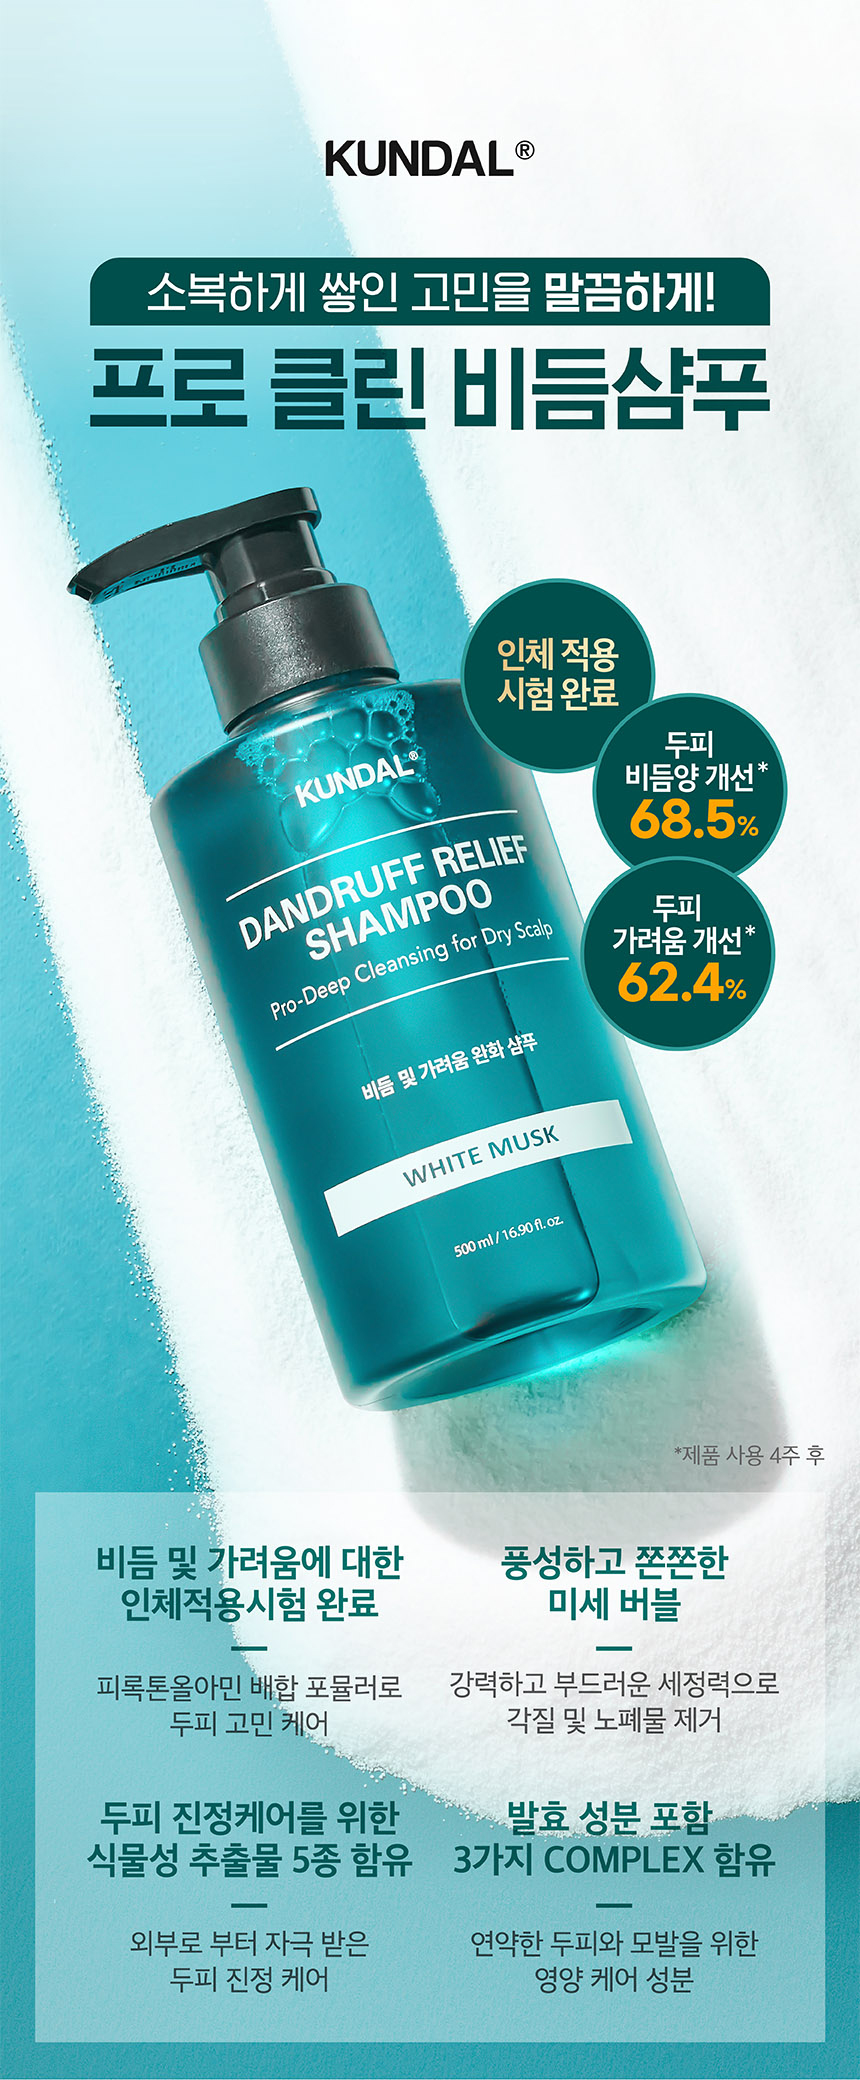 KUNDAL®
소복하게 쌓인 고민을 말끔하게!
프로 클린 비듬샴푸
인체 적용
시험 완료
두피
비듬양 개선*
68.5%
두피
가려움 개선*
62.4%
KUNDAL®
DANDRUFF RELIEF
SHAMPOO
Pro-Deep Cleansing for Dry Scalp
비듬 및 가려움 완화 샴푸
WHITE MUSK
500 ml / 16.90 fl. oz.
*제품 사용 4주 후
비듬 및 가려움에 대한
인체적용시험 완료
피록톤올아민 배합 포뮬러로
두피 고민 케어
풍성하고 쫀쫀한
미세 버블
강력하고 부드러운 세정력으로
각질 및 노폐물 제거
두피 진정케어를 위한
식물성 추출물 5종 함유
외부로 부터 자극 받은
두피 진정 케어
발효 성분 포함
3가지 COMPLEX 함유
연약한 두피와 모발을 위한
영양 케어 성분